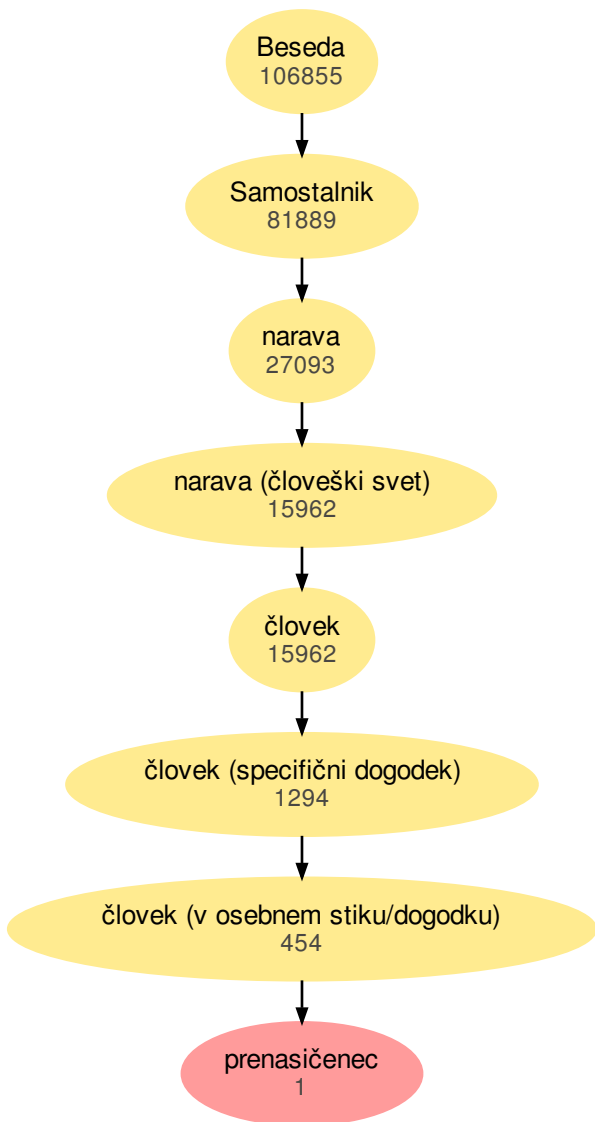 Beseda
106855
Samostalnik
81889
narava
27093
narava (človeški svet)
15962
človek
15962
človek (specifični dogodek)
1294
človek (v osebnem stiku/dogodku)
454
prenasičenec
1